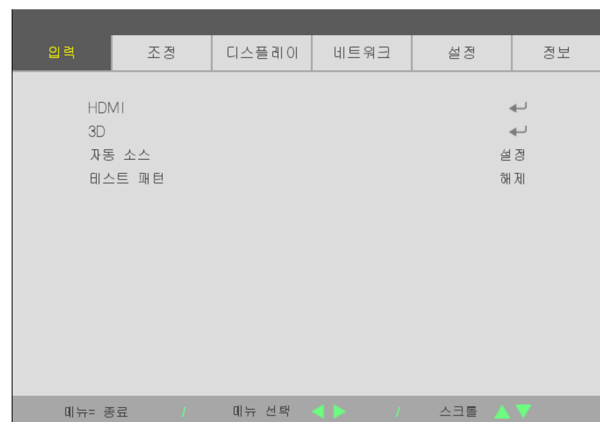 입력 조정 디스플레이 네트워크 설정 정보
HDMI
3D
자동 소스 설정
테스트 패턴 해제
메뉴= 종료 / 메뉴 선택 ◀ ▶ / 스크롤 ▲ ▼